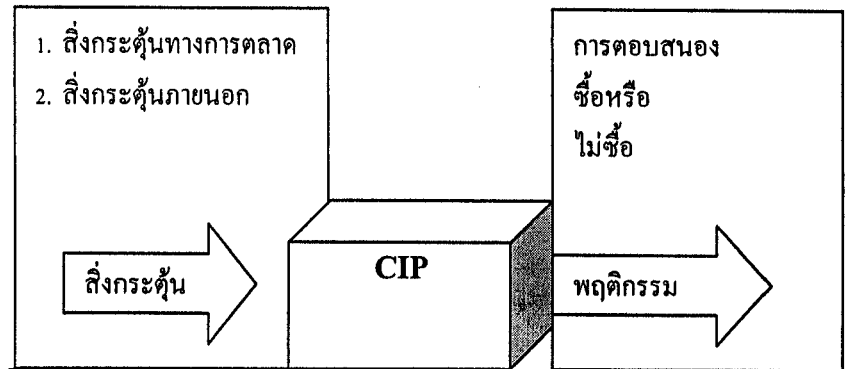 1. สิ่งกระตุ้นทางการตลาด
2. สิ่งกระตุ้นภายนอก
สิ่งกระตุ้น
CIP
การตอบสนอง
ซื้อหรือ
ไม่ซื้อ
พฤติกรรม